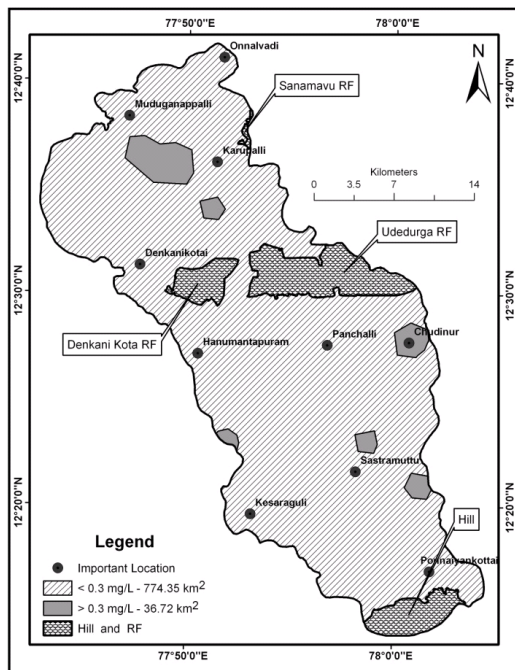 77°50'0"E 78°0'0"E
Onnalvadi
N
12°40'0"N
12°40'0"N
Sanamavu RF
Muduganappalli
Karupalli
Kilometers
0 3.5 7 14
Udedurga RF
Denkanikotai
12°30'0"N
12°30'0"N
Denkani Kota RF
Hanumantapuram
Panchalli
Chudinur
Sastramuttu
12°20'0"N
12°20'0"N
Kesaraguli
Hill
Legend
Ponnaiyankottai
Important Location
< 0.3 mg/L - 774.35 km2
> 0.3 mg/L - 36.72 km2
Hill and RF
77°50'0"E 78°0'0"E